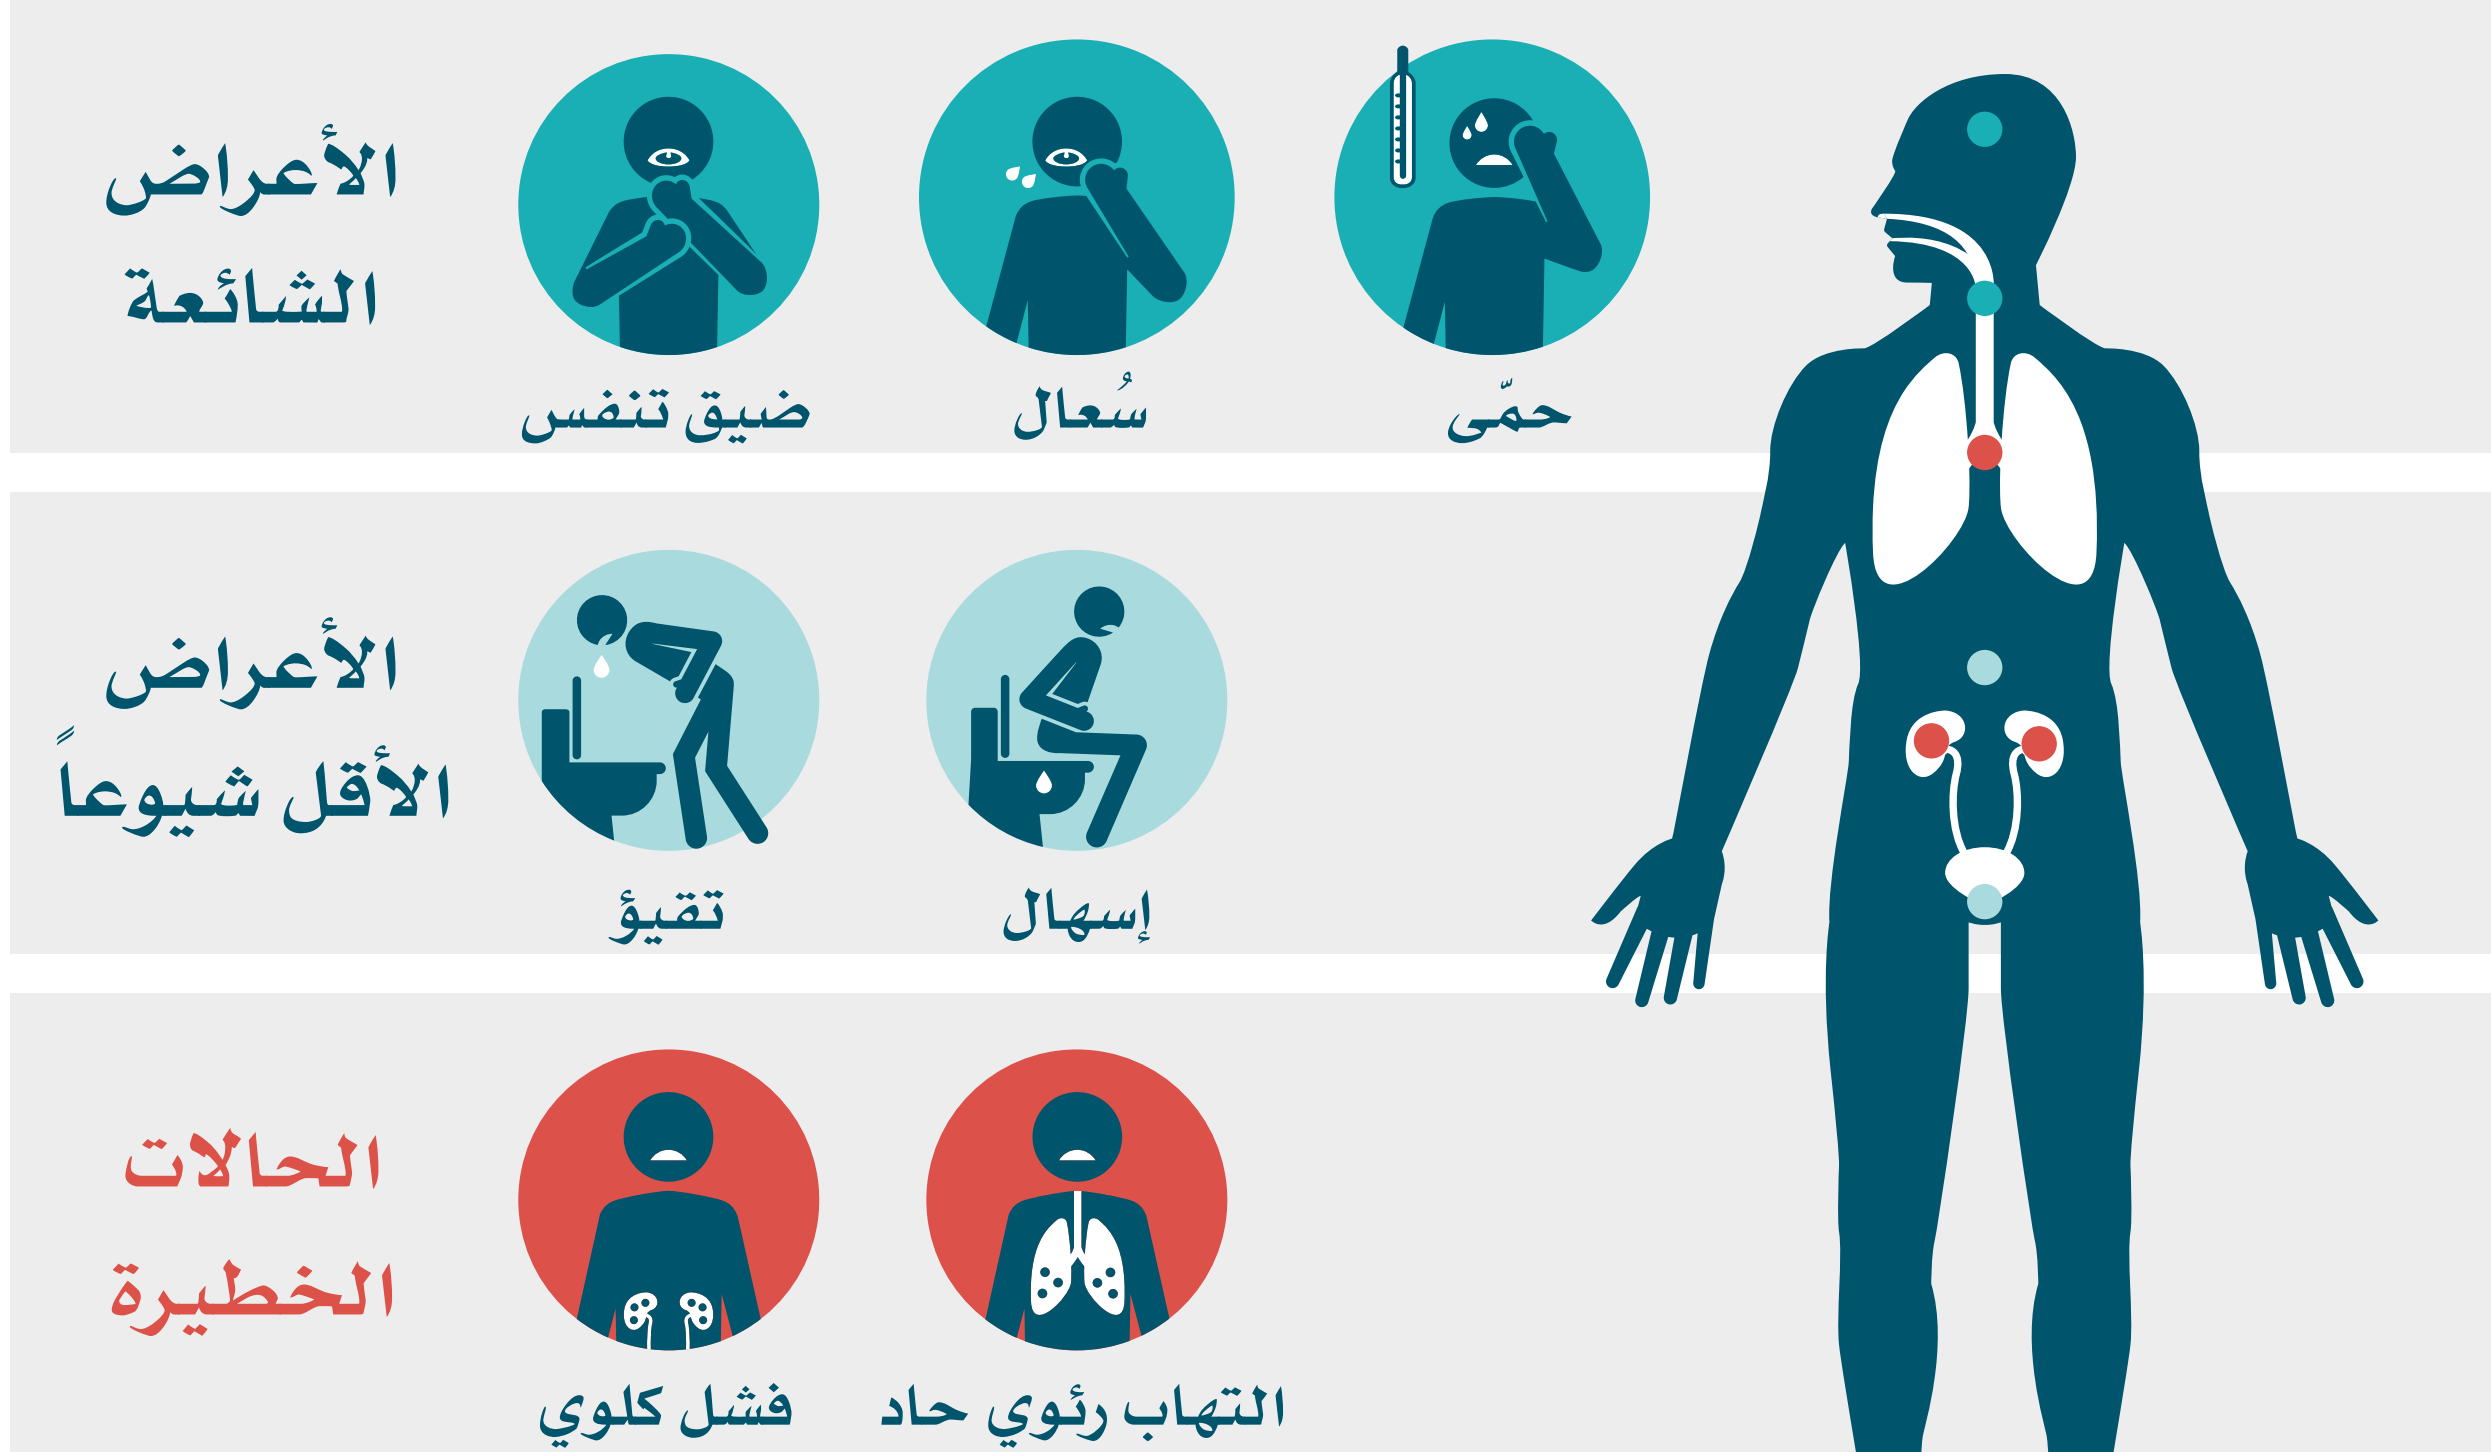 الأعراض
الشائعة
حمّى
سُعال
ضيق تنفس
الأعراض
الأقل شيوعاً
إسهال
تقيؤ
الحالات
الخطيرة
التهاب رئوي حاد
فشل كلوي